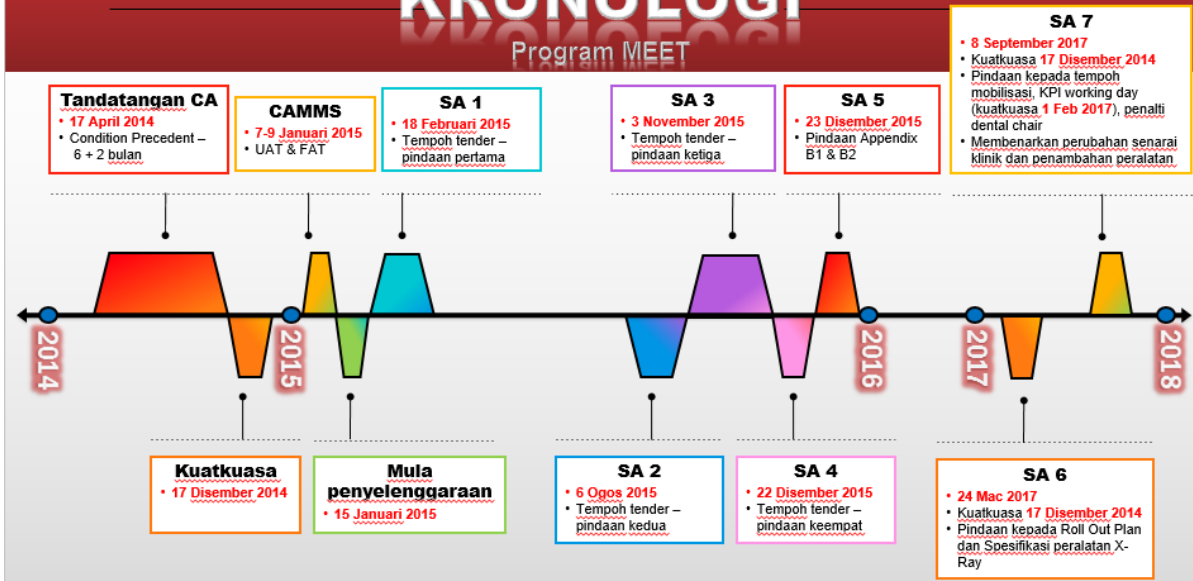 KRONOLOGI
Program MEET
Tandatangan CA
• 17 April 2014
• Condition Precedent –
6 + 2 bulan
CAMMS
• 7-9 Januari 2015
• UAT & FAT
SA 1
• 18 Februari 2015
• Tempoh tender –
pindaan pertama
SA 3
• 3 November 2015
• Tempoh tender –
pindaan ketiga
SA 5
• 23 Disember 2015
• Pindaan Appendix
B1 & B2
SA 7
• 8 September 2017
• Kuatkuasa 17 Disember 2014
• Pindaan kepada tempoh
mobilisasi, KPI working day
(kuatkuasa 1 Feb 2017), penalti
dental chair
• Membenarkan perubahan senarai
klinik dan penambahan peralatan
2014
2015
2016
2017
2018
Kuatkuasa
• 17 Disember 2014
Mula
penyelenggaraan
• 15 Januari 2015
SA 2
• 6 Ogos 2015
• Tempoh tender –
pindaan kedua
SA 4
• 22 Disember 2015
• Tempoh tender –
pindaan keempat
SA 6
• 24 Mac 2017
• Kuatkuasa 17 Disember 2014
• Pindaan kepada Roll Out Plan
dan Spesifikasi peralatan X-
Ray